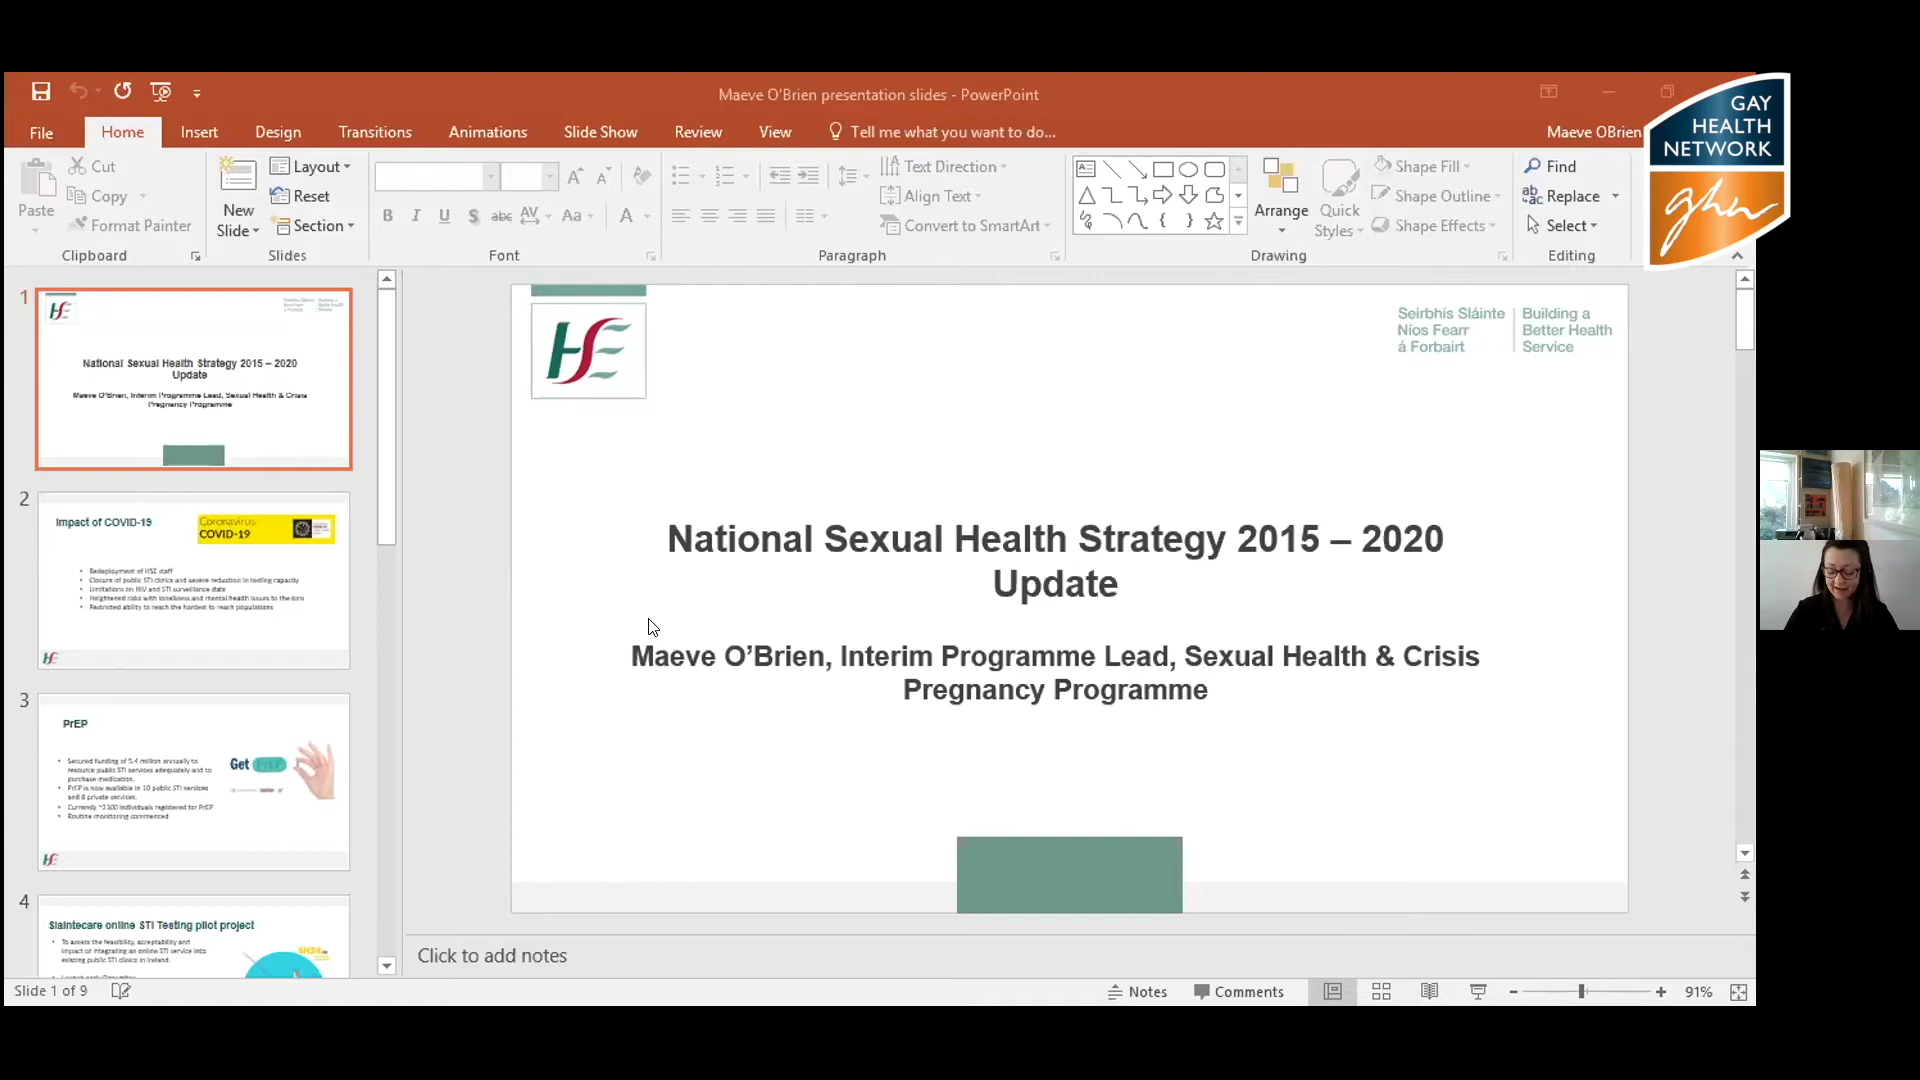 Maeve O'Brien presentation slides - PowerPoint
File
Home
Insert
Design
Transitions
Animations
Slide Show
Review
View
Tell me what you want to do...
Maeve OBrien
GAY
HEALTH
NETWORK
ghn
Paste
Cut
Copy
Format Painter
Clipboard
New
Slide
Layout
Reset
Section
Slides
B I U S abc AV Aa A
Font
Text Direction
Align Text
Convert to SmartArt
Paragraph
Arrange
Quick
Styles
Shape Fill
Shape Outline
Shape Effects
Drawing
Find
Replace
Select
Editing
1
National Sexual Health Strategy 2015 – 2020
Update
Maeve O'Brien, Interim Programme Lead, Sexual Health & Crisis
Pregnancy Programme
2
Impact of COVID-19
Coronavirus
COVID-19
Redeployment of HSE staff
Closure of public STI clinics and severe reduction in testing capacity
Limitations on HIV and STI surveillance data
Heightened risks with loneliness and mental health issues to the fore
Restricted ability to reach the hardest to reach populations
3
PrEP
Secured funding of 5.4 million annually to
resource public STI services adequately and to
purchase medication.
PrEP is now available in 10 public STI services
and 8 private services.
Routine monitoring commenced
Get PrEP
4
Slaintecare online STI Testing pilot project
To assess the feasibility, acceptability and
impact of integrating an online STI service into
existing public STI clinics in Ireland.
SH24
HSE
Seirbhís Sláinte
Níos Fearr
á Forbairt
Building a
Better Health
Service
National Sexual Health Strategy 2015 – 2020
Update
Maeve O’Brien, Interim Programme Lead, Sexual Health & Crisis
Pregnancy Programme
Click to add notes
Slide 1 of 9
Notes
Comments
91%